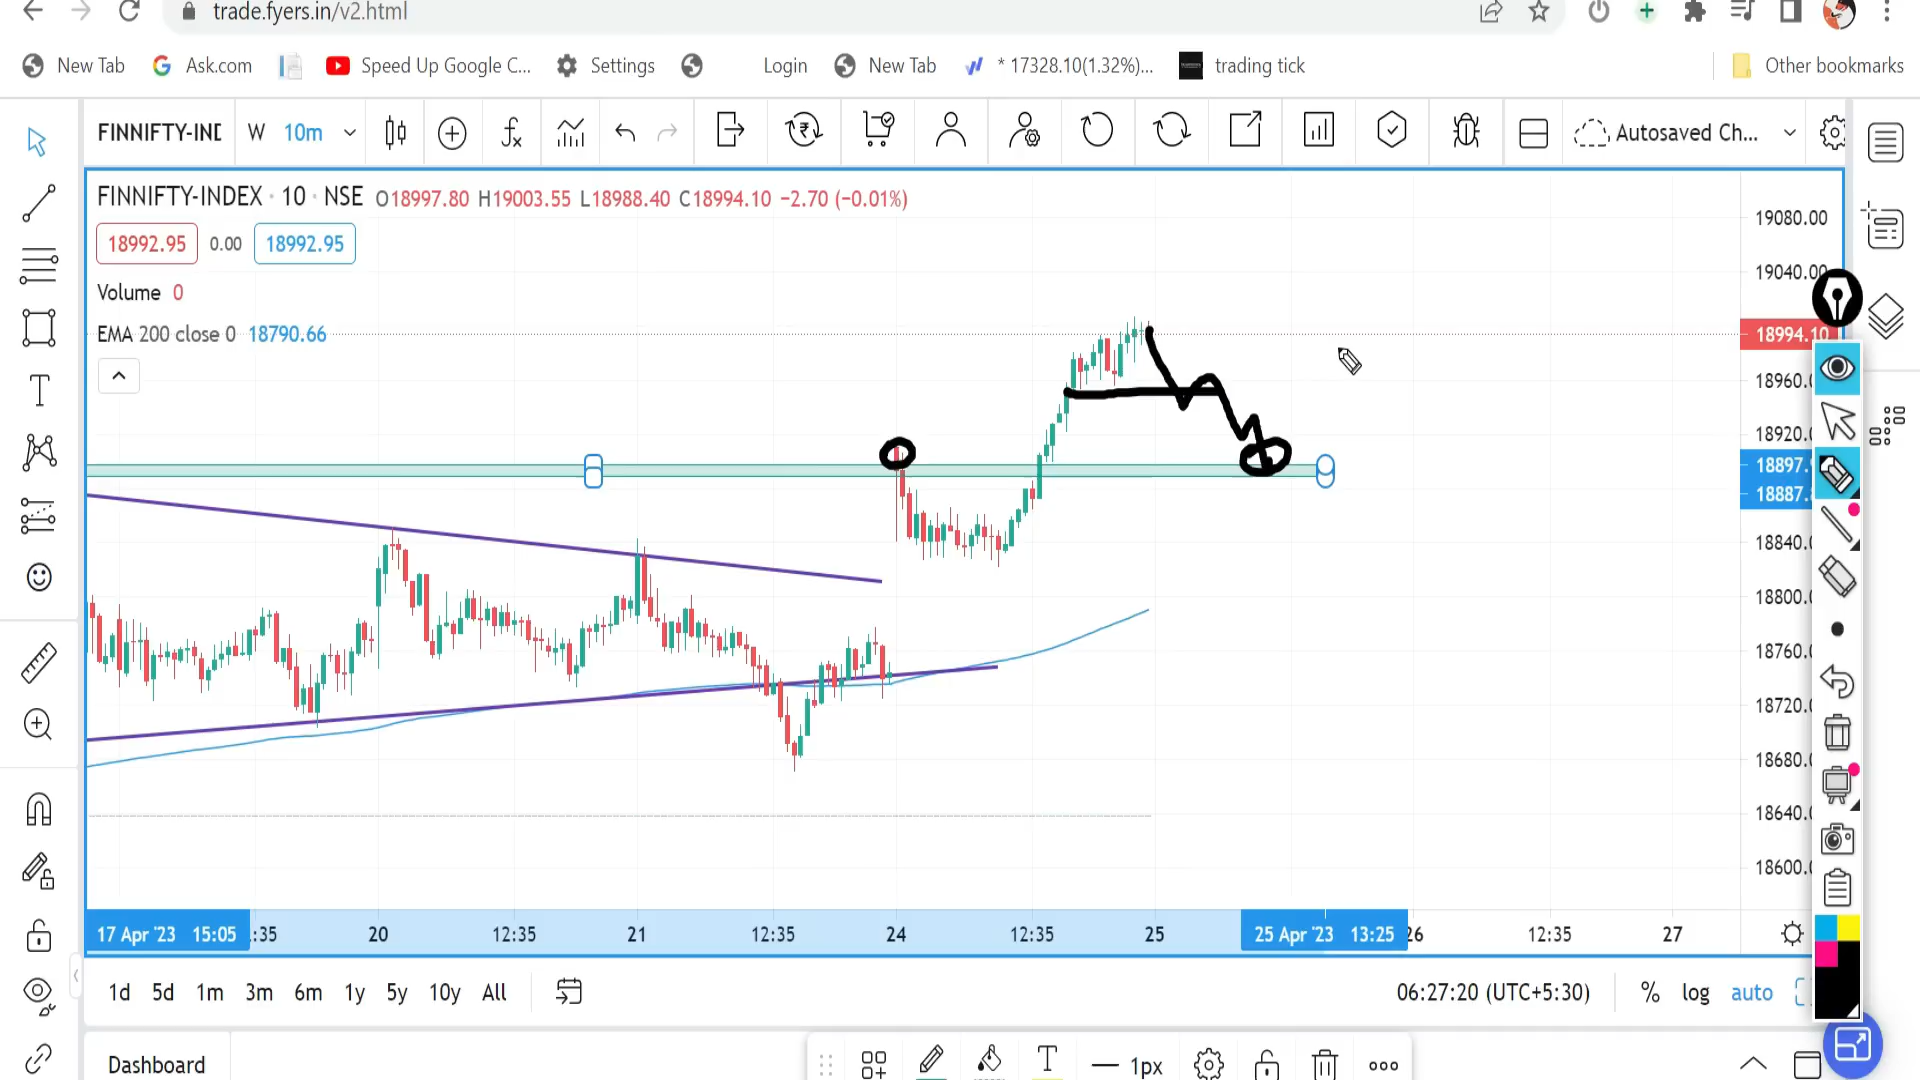 trade.fyers.in/v2.html
New Tab
Ask.com
Speed Up Google C...
Settings
Login
New Tab
* 17328.10(1.32%)...
trading tick
Other bookmarks
FINNIFTY-INI W 10m
Autosaved Ch...
FINNIFTY-INDEX · 10 · NSE O18997.80 H19003.55 L18988.40 C18994.10 −2.70 (−0.01%)
18992.95 0.00 18992.95
Volume 0
EMA 200 close 0 18790.66
19080.00
19040.00
18994.10
18960.0
18920.0
18897.
18887.
18840.0
18800.0
18760.0
18720.0
18680.0
18640.0
18600.0
17 Apr '23 15:05 :35 20 12:35 21 12:35 24 12:35 25 25 Apr '23 13:25 26 12:35 27
1d 5d 1m 3m 6m 1y 5y 10y All
06:27:20 (UTC+5:30) % log auto
Dashboard
T
1px